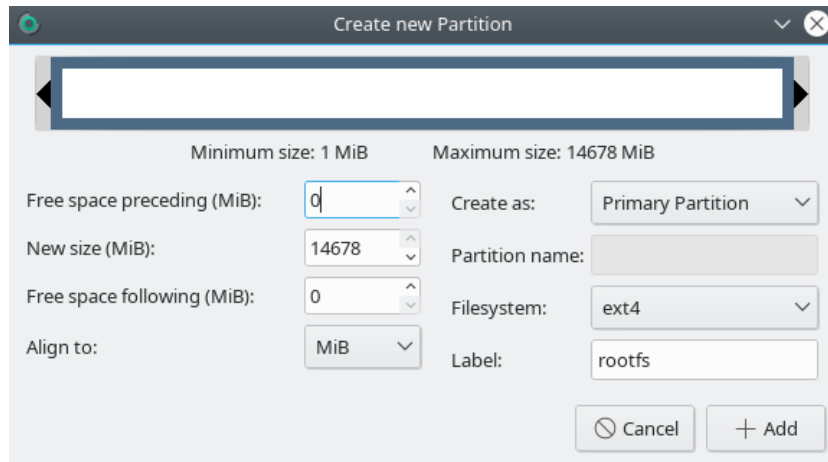 Create new Partition
Minimum size: 1 MiB Maximum size: 14678 MiB
Free space preceding (MiB): 0
Create as: Primary Partition
New size (MiB): 14678
Partition name:
Free space following (MiB): 0
Filesystem: ext4
Align to: MiB
Label: rootfs
Cancel Add